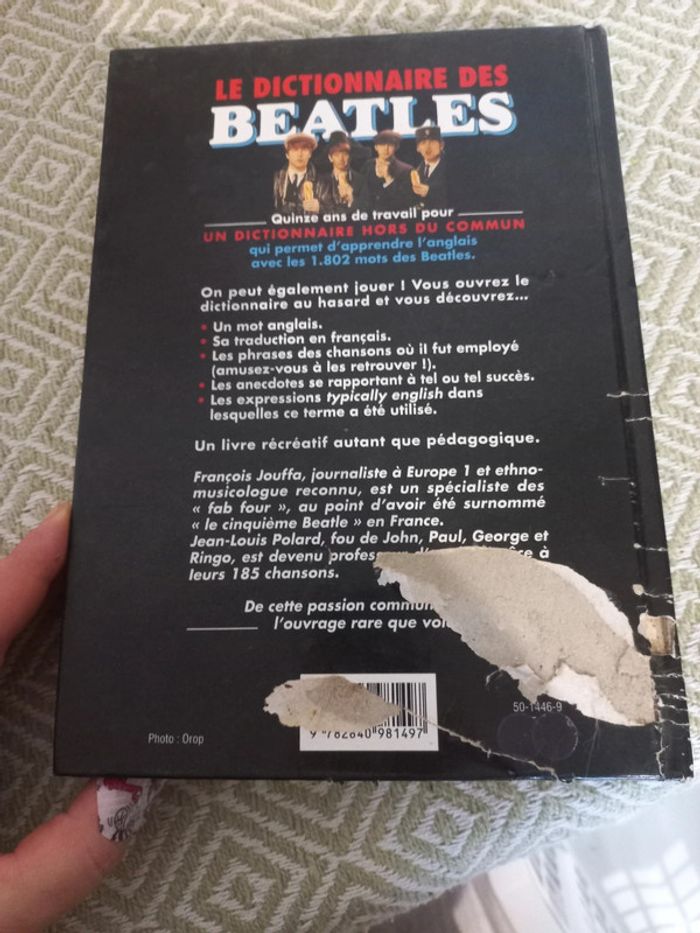 LE DICTIONNAIRE DES
BEATLES
Quinze ans de travail pour
UN DICTIONNAIRE HORS DU COMMUN
qui permet d'apprendre l'anglais
avec les 1.802 mots des Beatles.
On peut également jouer ! Vous ouvrez le
dictionnaire au hasard et vous découvrez...
• Un mot anglais.
• Sa traduction en français.
• Les phrases des chansons où il fut employé
(amusez-vous à les retrouver !).
• Les anecdotes se rapportant à tel ou tel succès.
• Les expressions typically english dans
lesquelles ce terme a été utilisé.
Un livre récréatif autant que pédagogique.
François Jouffa, journaliste à Europe 1 et ethno-
musicologue reconnu, est un spécialiste des
« fab four », au point d'avoir été surnommé
« le cinquième Beatle » en France.
Jean-Louis Polard, fou de John, Paul, George et
Ringo, est devenu à
leurs 185 chansons.
De cette passion
l'ouvrage rare que
50-1446-9
9 782840 981497
Photo : Orop